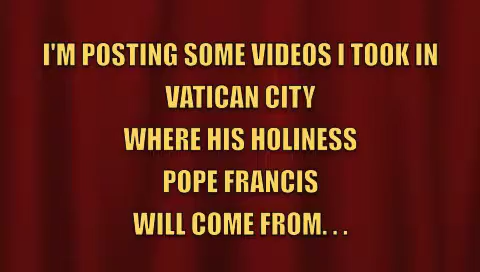 I'M POSTING SOME VIDEOS I TOOK IN
VATICAN CITY
WHERE HIS HOLINESS
POPE FRANCIS
WILL COME FROM. . .